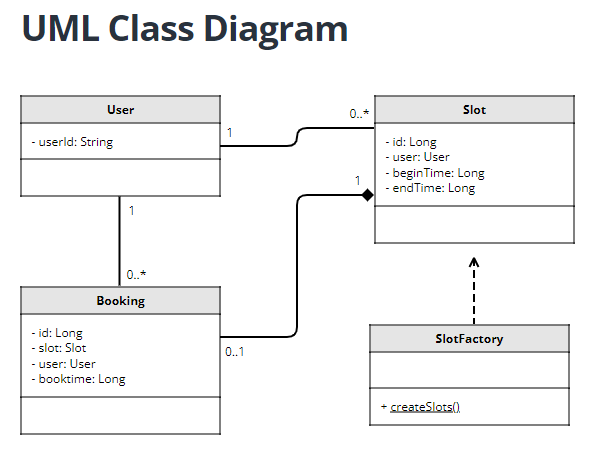 UML Class Diagram
User
- userId: String
1
0..*
Slot
- id: Long
- user: User
- beginTime: Long
- endTime: Long
1
1
0..*
Booking
- id: Long
- slot: Slot
- user: User
- booktime: Long
0..1
SlotFactory
+ createSlots()